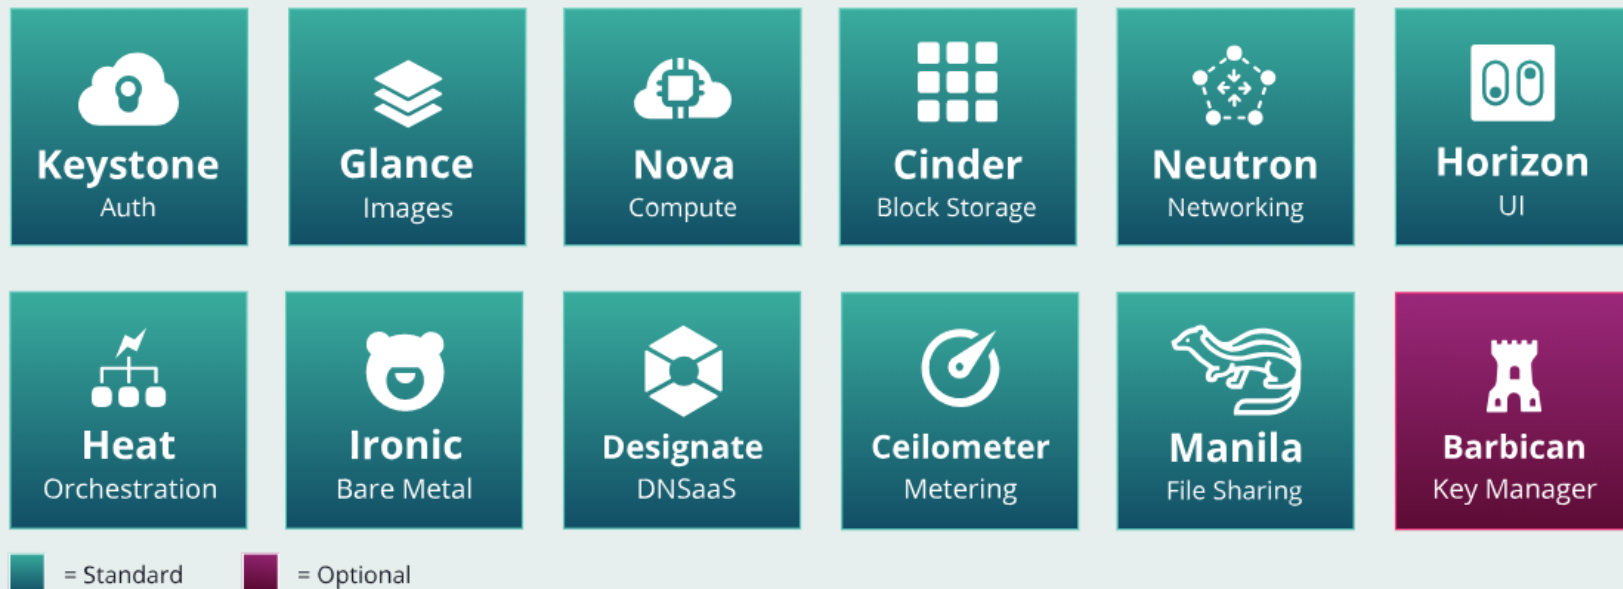 Keystone
Auth
Glance
Images
Nova
Compute
Cinder
Block Storage
Neutron
Networking
Horizon
UI
Heat
Orchestration
Ironic
Bare Metal
Designate
DNSaaS
Ceilometer
Metering
Manila
File Sharing
Barbican
Key Manager
= Standard
= Optional